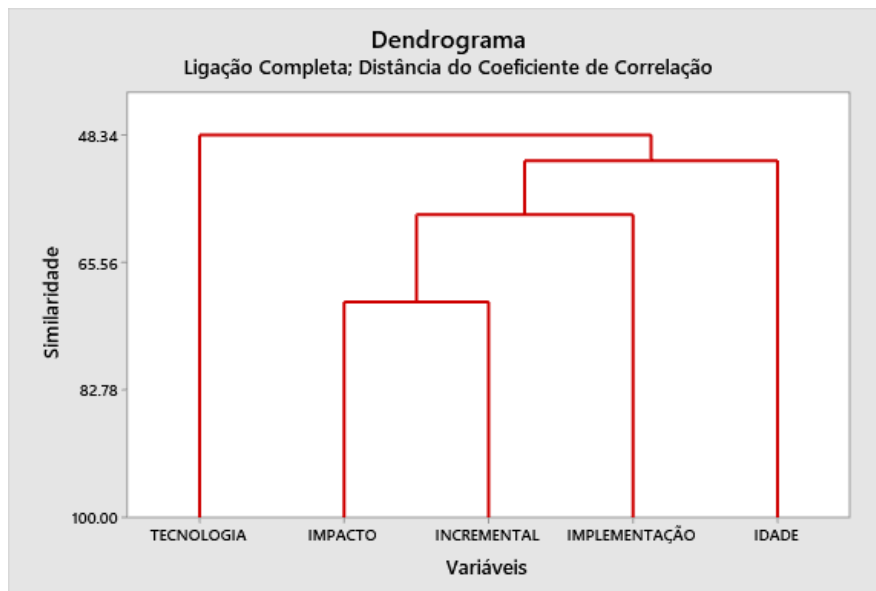 Dendrograma
Ligação Completa; Distância do Coeficiente de Correlação
48.34
65.56
82.78
100.00
Similaridade
TECNOLOGIA IMPACTO INCREMENTAL IMPLEMENTAÇÃO IDADE
Variáveis